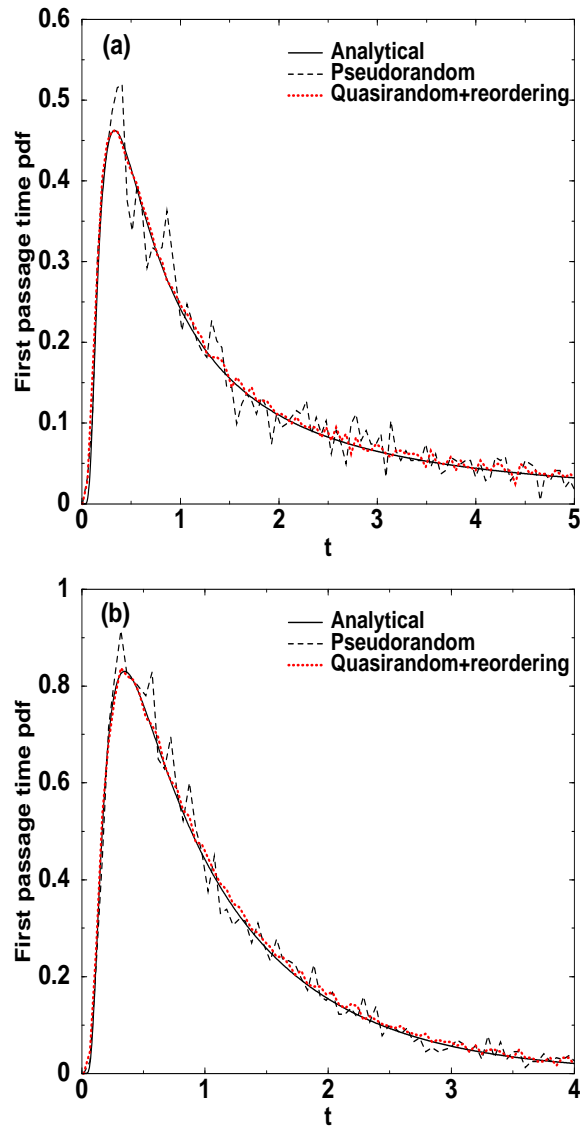 (a)
Analytical
Pseudorandom
Quasirandom+reordering
First passage time pdf
0.6
0.5
0.4
0.3
0.2
0.1
0
0 1 2 3 4 5
t
(b)
Analytical
Pseudorandom
Quasirandom+reordering
First passage time pdf
1
0.8
0.6
0.4
0.2
0
0 1 2 3 4
t